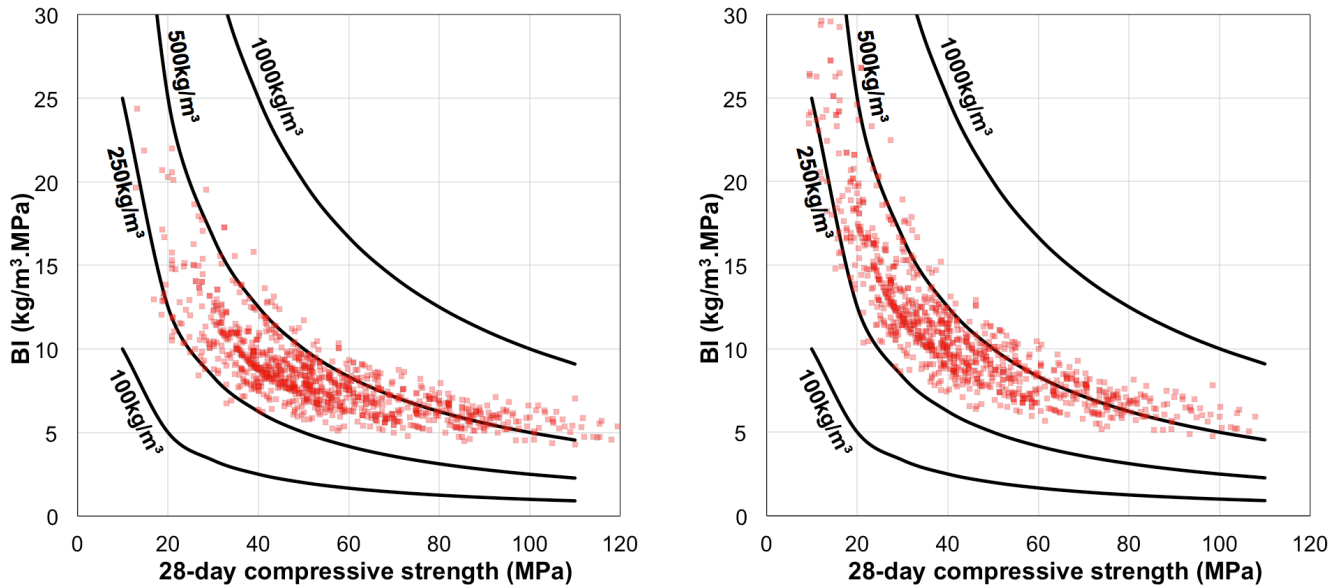 30
25
20
15
10
5
0
BI (kg/m³.MPa)
0 20 40 60 80 100 120
28-day compressive strength (MPa)
500kg/m³
1000kg/m³
250kg/m³
100kg/m³
30
25
20
15
10
5
0
BI (kg/m³.MPa)
0 20 40 60 80 100 120
28-day compressive strength (MPa)
500kg/m³
1000kg/m³
250kg/m³
100kg/m³